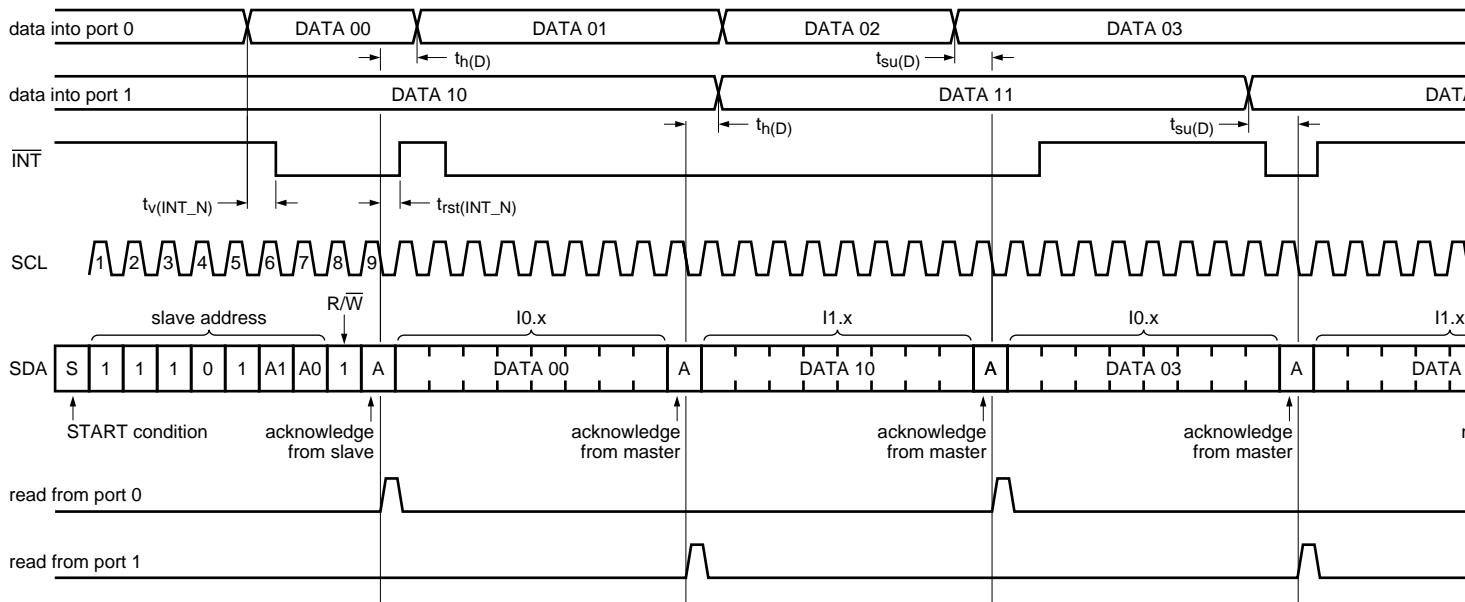 data into port 0 DATA 00 DATA 01 DATA 02 DATA 03
th(D) tsu(D)
data into port 1 DATA 10 DATA 11 DATA
th(D) tsu(D)
INT
tv(INT_N) trst(INT_N)
SCL 1 2 3 4 5 6 7 8 9
R/W
slave address I0.x I1.x I0.x I1.x
SDA S 1 1 1 0 1 A1 A0 1 A DATA 00 A DATA 10 A DATA 03 A DATA
START condition acknowledge acknowledge acknowledge acknowledge
from slave from master from master from master
read from port 0
read from port 1